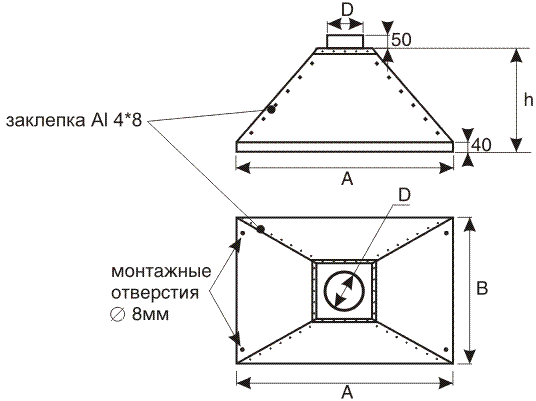 D
50
h
заклепка Al 4*8
40
A
D
монтажные
отверстия
∅ 8мм
B
A